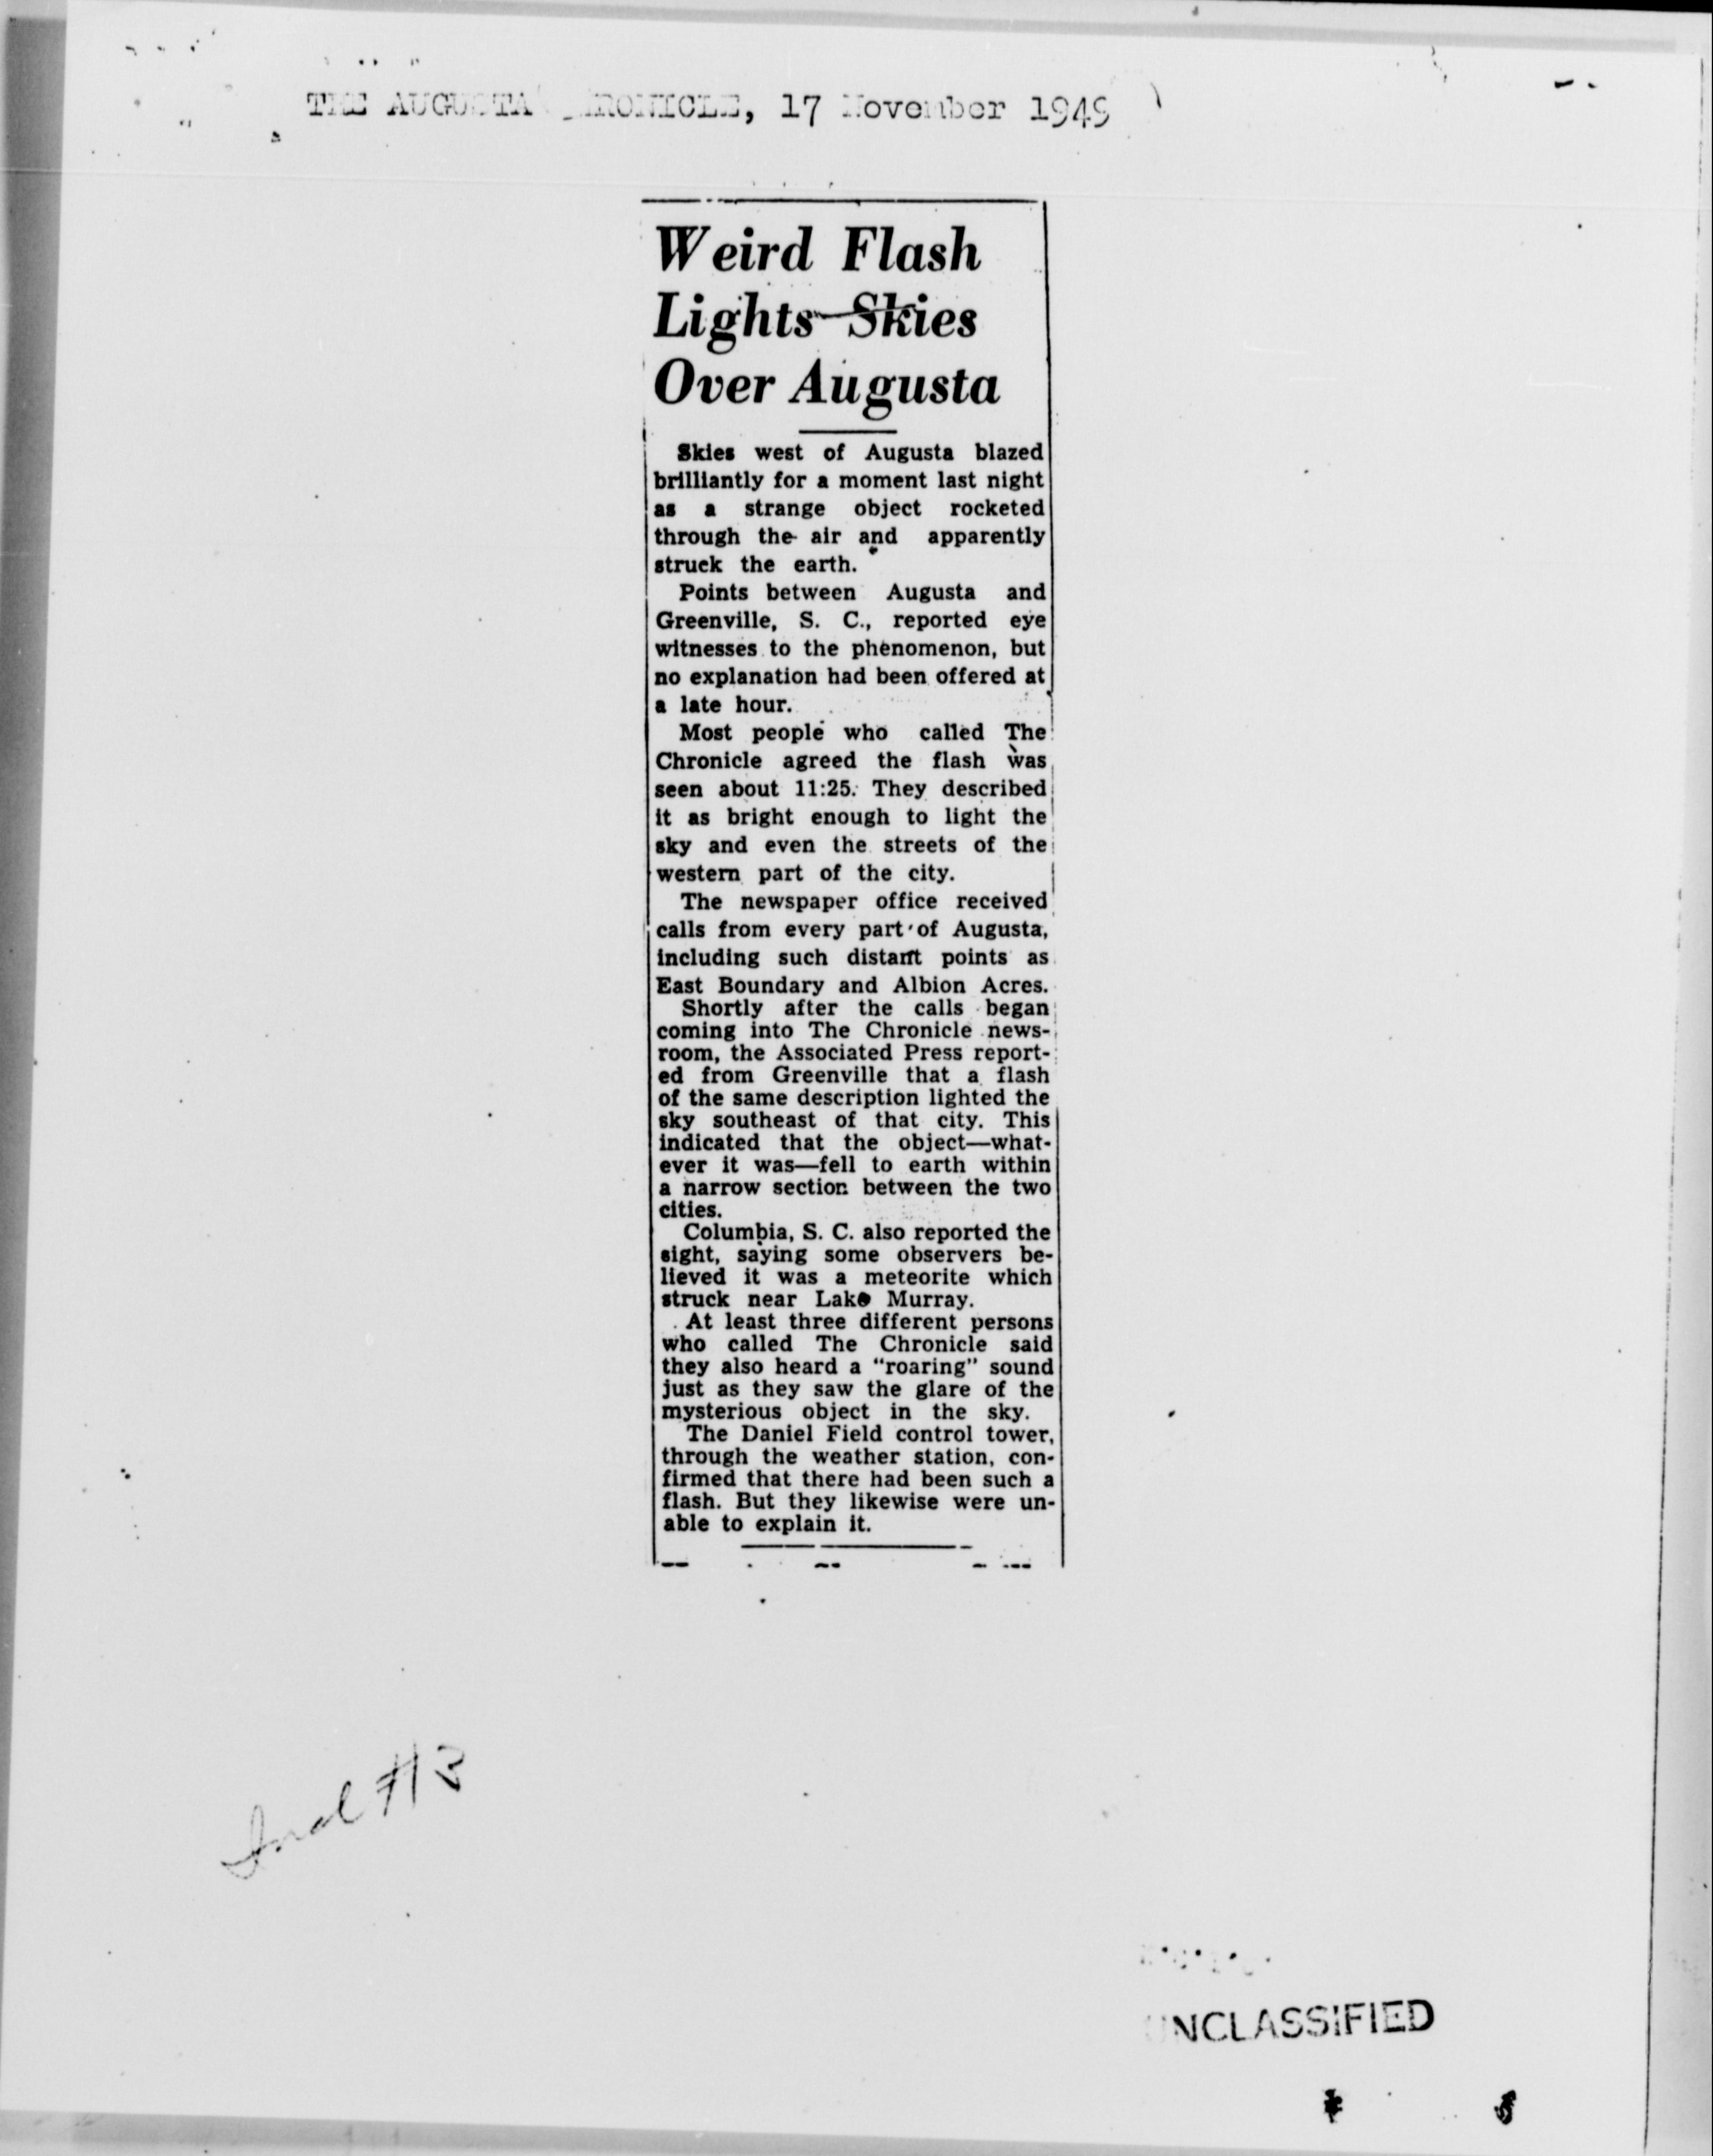 THE AUGUSTA CHRONICLE, 17 November 1949
Weird Flash
Lights Skies
Over Augusta
Skies west of Augusta blazed
brilliantly for a moment last night
as a strange object rocketed
through the air and apparently
struck the earth.
Points between Augusta and
Greenville, S. C., reported eye
witnesses to the phenomenon, but
no explanation had been offered at
a late hour.
Most people who called The
Chronicle agreed the flash was
seen about 11:25. They described
it as bright enough to light the
sky and even the streets of the
western part of the city.
The newspaper office received
calls from every part of Augusta,
including such distant points as
East Boundary and Albion Acres.
Shortly after the calls began
coming into The Chronicle news-
room, the Associated Press report-
ed from Greenville that a flash
of the same description lighted the
sky southeast of that city. This
indicated that the object—what-
ever it was—fell to earth within
a narrow section between the two
cities.
Columbia, S. C. also reported the
sight, saying some observers be-
lieved it was a meteorite which
struck near Lake Murray.
At least three different persons
who called The Chronicle said
they also heard a "roaring" sound
just as they saw the glare of the
mysterious object in the sky.
The Daniel Field control tower,
through the weather station, con-
firmed that there had been such a
flash. But they likewise were un-
able to explain it.
Incl #3
UNCLASSIFIED